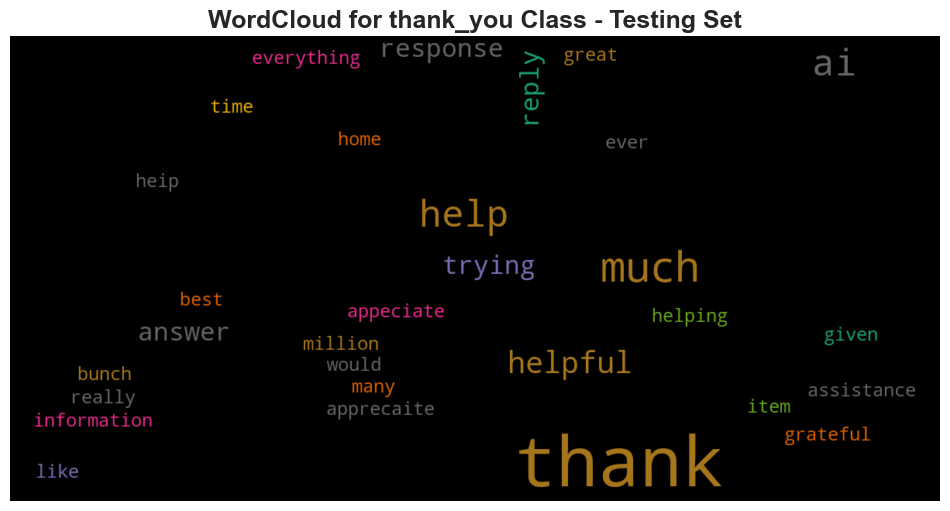 WordCloud for thank_you Class - Testing Set
everything
response
reply
great
ai
time
home
ever
heip
help
trying
much
best
appeciate
helping
answer
million
given
would
helpful
bunch
many
assistance
really
apprecaite
item
information
grateful
like
thank